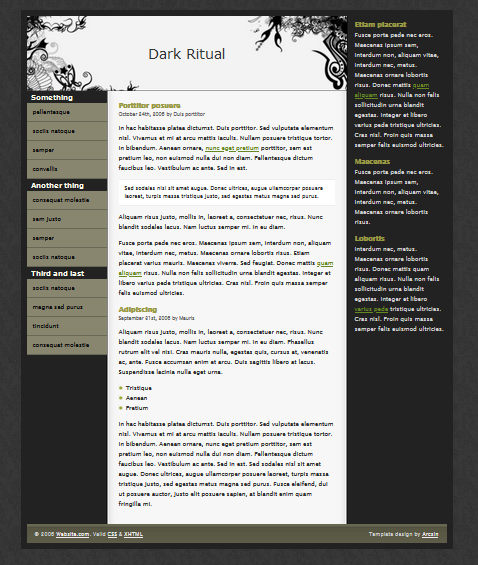 Dark Ritual
Something
pellentesque
sociis natoque
semper
convallis
Another thing
consequat molestie
sem justo
semper
sociis natoque
Third and last
sociis natoque
magna sed purus
tincidunt
consequat molestie
Porttitor posuere
October 24th, 2006 by Duis porttitor
In hac habitasse platea dictumst. Duis porttitor. Sed vulputate elementum
nisl. Vivamus et mi at arcu mattis iaculis. Nullam posuere tristique tortor.
In bibendum. Aenean ornare, nunc eget pretium porttitor, sem est
pretium leo, non euismod nulla dui non diam. Pellentesque dictum
faucibus leo. Vestibulum ac ante. Sed in est.
Sed sodales nisl sit amet augue. Donec ultrices, augue ullamcorper posuere
laoreet, turpis massa tristique justo, sed egestas metus magna sed purus.
Aliquam risus justo, mollis in, laoreet a, consectetuer nec, risus. Nunc
blandit sodales lacus. Nam luctus semper mi. In eu diam.
Fusce porta pede nec eros. Maecenas ipsum sem, interdum non, aliquam
vitae, interdum nec, metus. Maecenas ornare lobortis risus. Etiam
placerat varius mauris. Maecenas viverra. Sed feugiat. Donec mattis quam
aliquam risus. Nulla non felis sollicitudin urna blandit egestas. Integer et
libero varius pede tristique ultricies. Cras nisl. Proin quis massa semper
felis euismod ultricies.
Adipiscing
September 21st, 2006 by Mauris
Aliquam risus justo, mollis in, laoreet a, consectetuer nec, risus. Nunc
blandit sodales lacus. Nam luctus semper mi. In eu diam. Phasellus
rutrum elit vel nisi. Cras mauris nulla, egestas quis, cursus at, venenatis
ac, ante. Fusce accumsan enim et arcu. Duis sagittis libero at lacus.
Suspendisse lacinia nulla eget urna.
Tristique
Aenean
Pretium
In hac habitasse platea dictumst. Duis porttitor. Sed vulputate elementum
nisl. Vivamus et mi at arcu mattis iaculis. Nullam posuere tristique tortor.
In bibendum. Aenean ornare, nunc eget pretium porttitor, sem est
pretium leo, non euismod nulla dui non diam. Pellentesque dictum
faucibus leo. Vestibulum ac ante. Sed in est. Sed sodales nisl sit amet
augue. Donec ultrices, augue ullamcorper posuere laoreet, turpis massa
tristique justo, sed egestas metus magna sed purus. Fusce eleifend, dui
ut posuere auctor, justo elit posuere sapien, at blandit enim quam
fringilla mi.
Etiam placerat
Fusce porta pede nec eros.
Maecenas ipsum sem,
interdum non, aliquam vitae,
interdum nec, metus.
Maecenas ornare lobortis
risus. Donec mattis quam
aliquam risus. Nulla non felis
sollicitudin urna blandit
egestas. Integer et libero
varius pede tristique ultricies.
Cras nisl. Proin quis massa
semper felis euismod ultricies.
Maecenas
Fusce porta pede nec eros.
Maecenas ipsum sem,
interdum non, aliquam vitae,
interdum nec, metus.
Maecenas ornare lobortis
risus.
Lobortis
Interdum nec, metus.
Maecenas ornare lobortis
risus. Donec mattis quam
aliquam risus. Nulla non felis
sollicitudin urna blandit
egestas. Integer et libero
varius pede tristique ultricies.
Cras nisl. Proin quis massa
semper felis euismod ultricies.
© 2006 Website.com. Valid CSS & XHTML
Template design by Arcsin